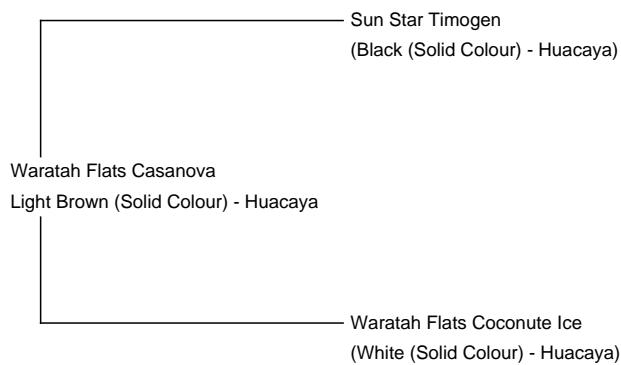 Sun Star Timogen
(Black (Solid Colour) - Huacaya)
Waratah Flats Casanova
Light Brown (Solid Colour) - Huacaya
Waratah Flats Coconute Ice
(White (Solid Colour) - Huacaya)